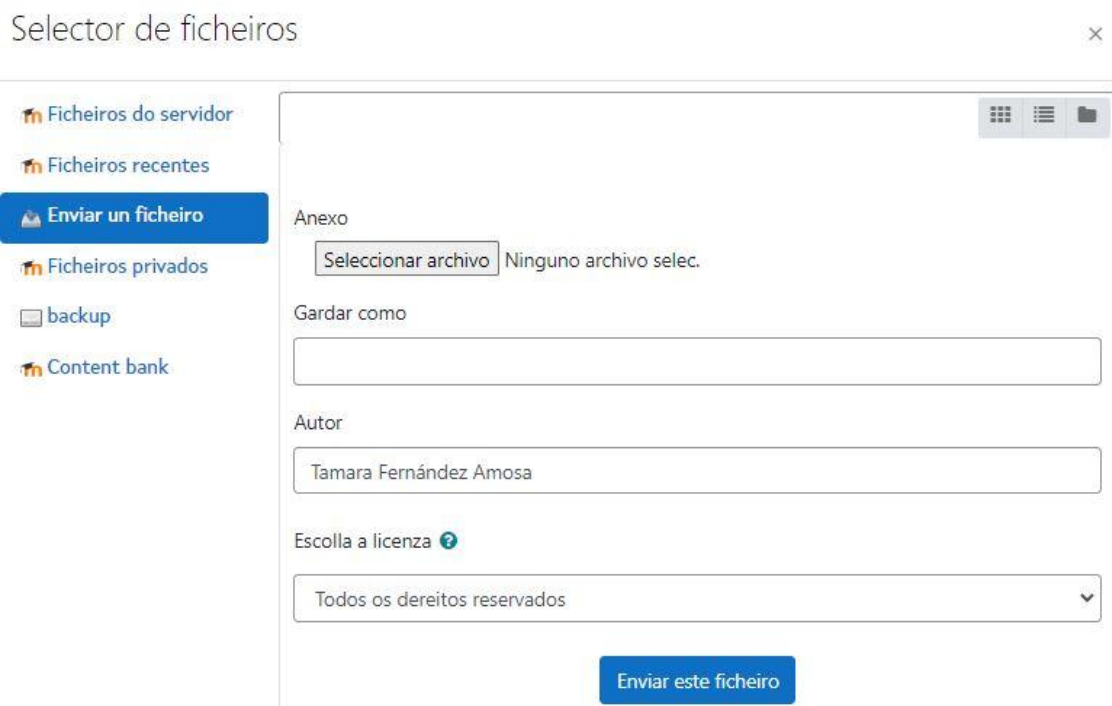 Selector de ficheiros
Ficheiros do servidor
Ficheiros recentes
Enviar un ficheiro
Ficheiros privados
backup
Content bank
Anexo
Seleccionar archivo Ninguno archivo selec.
Gardar como
Autor
Tamara Fernández Amosa
Escolla a licenza
Todos os dereitos reservados
Enviar este ficheiro